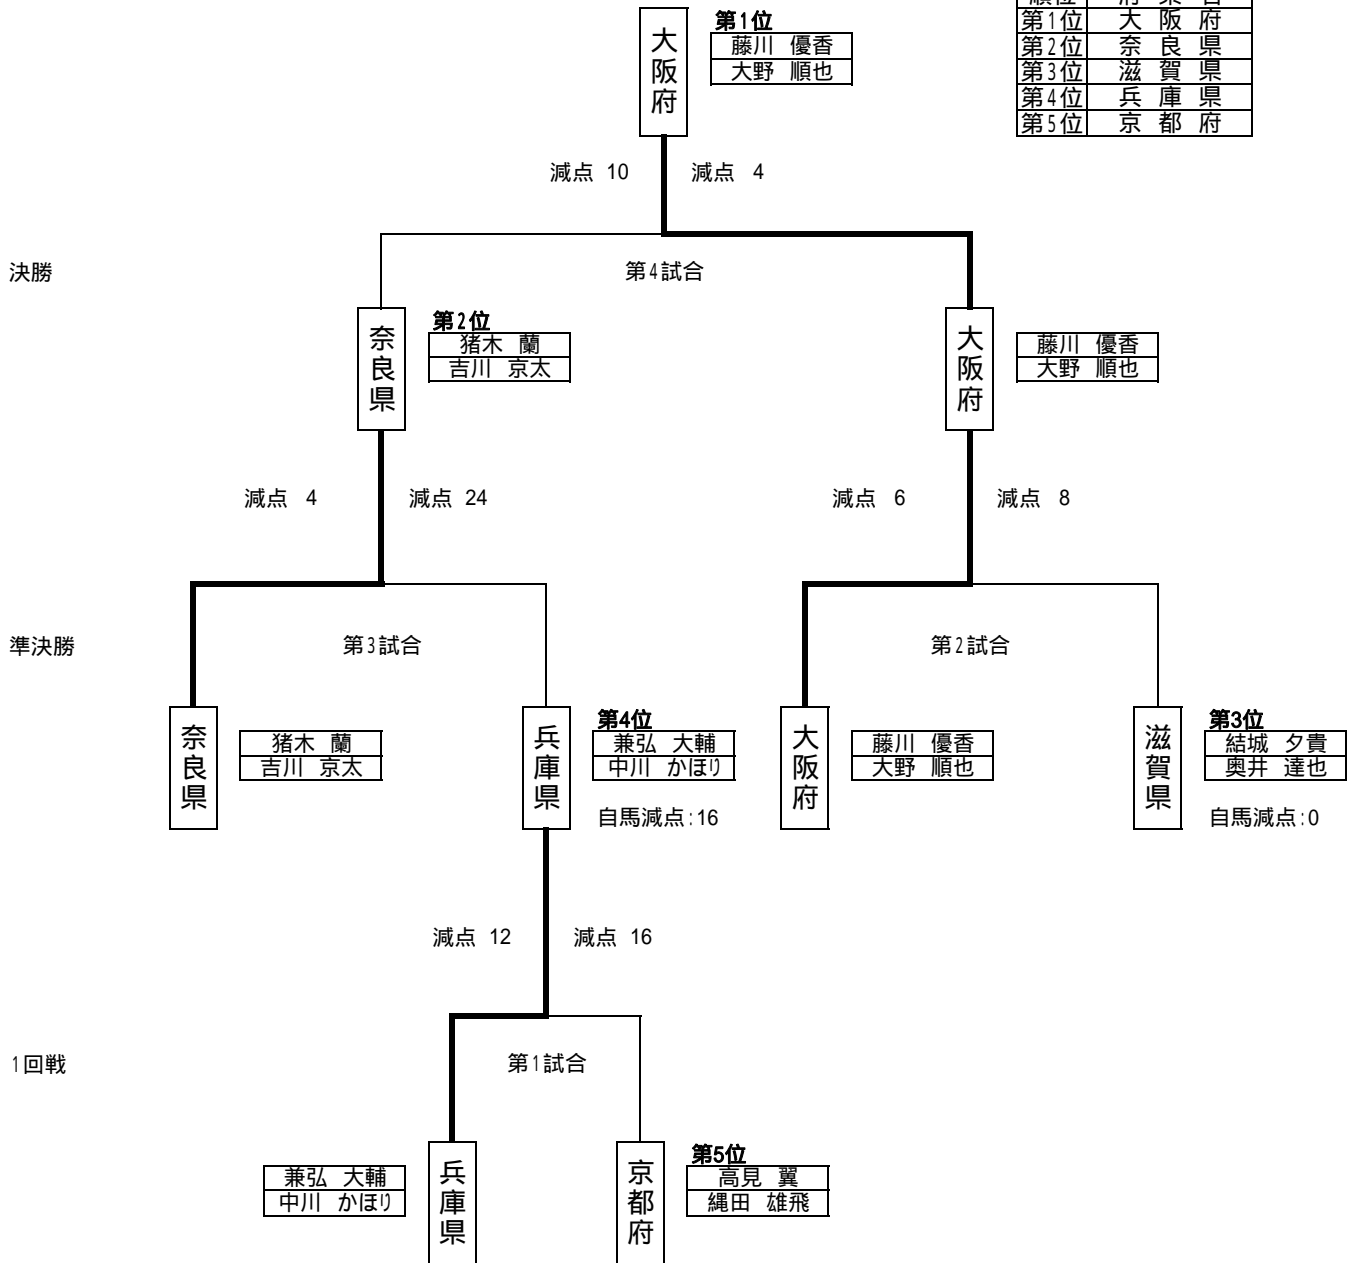 第1位
藤川 優香
大野 順也
大阪府
第1位 大阪府
第2位 奈良県
第3位 滋賀県
第4位 兵庫県
第5位 京都府
減点 10 減点 4
決勝
第4試合
奈良県
第2位
猪木 蘭
吉川 京太
大阪府
藤川 優香
大野 順也
減点 4 減点 24
減点 6 減点 8
準決勝
第3試合
第2試合
奈良県
猪木 蘭
吉川 京太
兵庫県
第4位
兼弘 大輔
中川 かほり
自馬減点:16
大阪府
藤川 優香
大野 順也
滋賀県
第3位
結城 夕貴
奥井 達也
自馬減点:0
減点 12 減点 16
1回戦
第1試合
兼弘 大輔
中川 かほり
兵庫県
京都府
第5位
高見 翼
縄田 雄飛